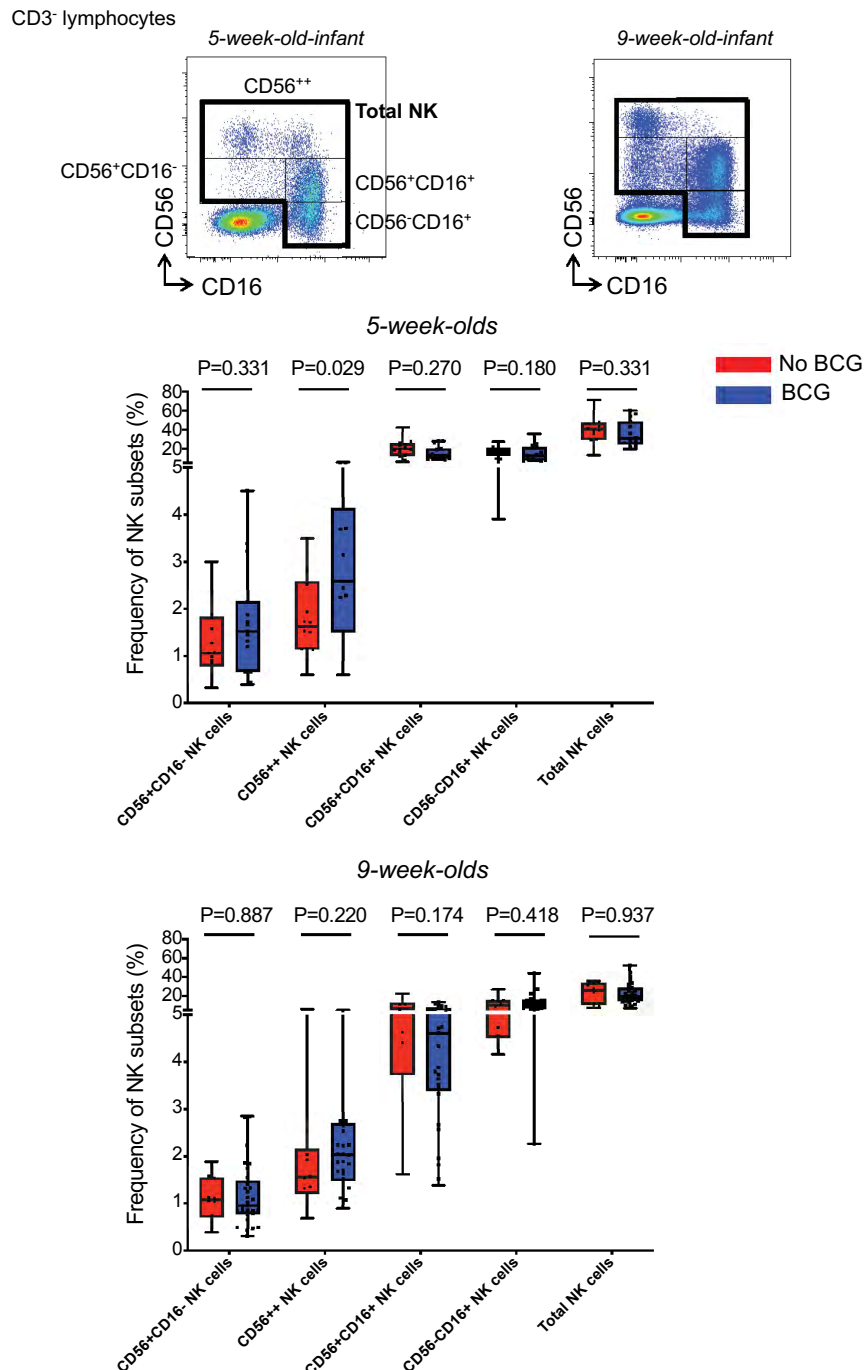 CD3- lymphocytes
5-week-old-infant
9-week-old-infant
CD56++
Total NK
CD56+CD16-
CD56+CD16+
CD56-CD16+
CD56
CD16
CD56
CD16
5-week-olds
P=0.331 P=0.029 P=0.270 P=0.180 P=0.331
No BCG
BCG
Frequency of NK subsets (%)
80
60
40
20
5
4
3
2
1
0
CD56+CD16- NK cells
CD56++ NK cells
CD56+CD16+ NK cells
CD56-CD16+ NK cells
Total NK cells
9-week-olds
P=0.887 P=0.220 P=0.174 P=0.418 P=0.937
Frequency of NK subsets (%)
80
60
40
20
5
4
3
2
1
0
CD56+CD16- NK cells
CD56++ NK cells
CD56+CD16+ NK cells
CD56-CD16+ NK cells
Total NK cells